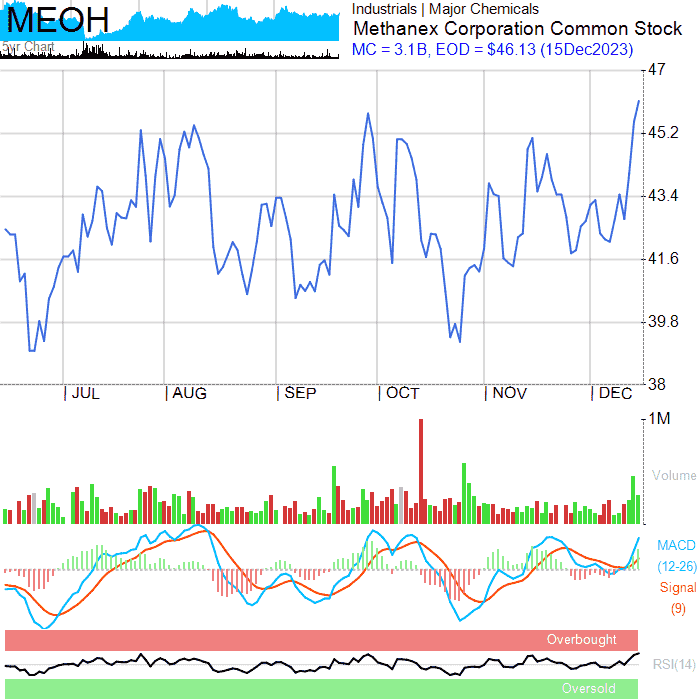 MEOH
5yr Chart
Industrials | Major Chemicals
Methanex Corporation Common Stock
MC = 3.1B, EOD = $46.13 (15Dec2023)
47
45.2
43.4
41.6
39.8
38
| JUL | AUG | SEP | OCT | NOV | DEC
1M
Volume
MACD
(12-26)
Signal
(9)
Overbought
RSI(14)
Oversold